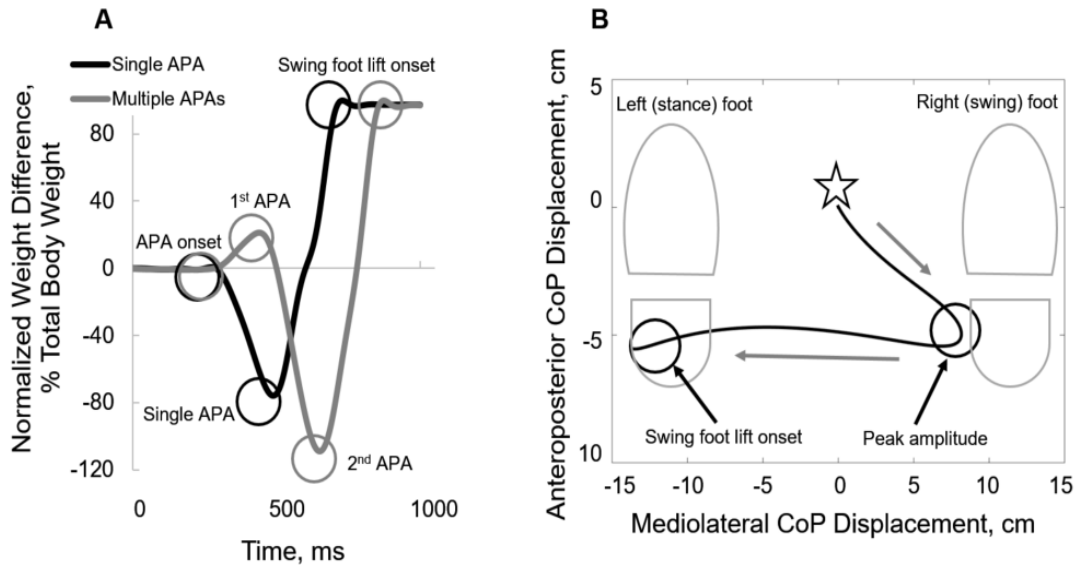 A
Single APA
Multiple APAs
Swing foot lift onset
Normalized Weight Difference,
% Total Body Weight
80
40
0
-40
-80
-120
1st APA
APA onset
Single APA
2nd APA
0
500
1000
Time, ms
B
Anteroposterior CoP Displacement, cm
5
0
-5
10
Left (stance) foot
Right (swing) foot
Swing foot lift onset
Peak amplitude
-15
-10
-5
0
5
10
15
Mediolateral CoP Displacement, cm